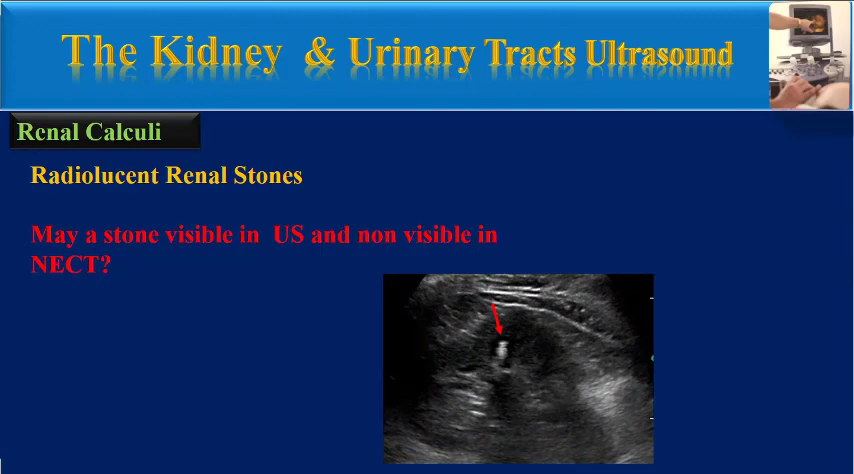 The Kidney & Urinary Tracts Ultrasound
Renal Calculi
Radiolucent Renal Stones
May a stone visible in US and non visible in
NECT?